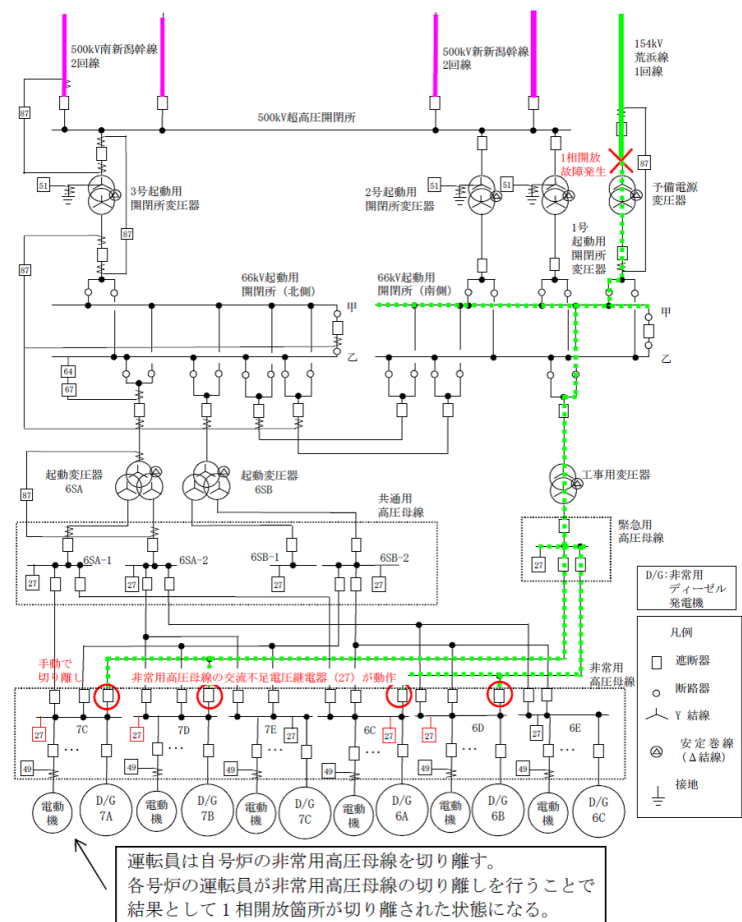 500kV南新潟幹線
2回線
500kV新新潟幹線
2回線
154kV
荒浜線
1回線
87
500kV超高圧開閉所
1相開放
故障発生
87
51
3号起動用
開閉所変圧器
51
2号起動用
開閉所変圧器
51
予備電源
変圧器
87
1号
起動用
開閉所
変圧器
87
66kV起動用
開閉所（北側）
66kV起動用
開閉所（南側）
甲
甲
乙
乙
64
67
起動変圧器
6SA
起動変圧器
6SB
工事用変圧器
87
共通用
高圧母線
緊急用
高圧母線
6SA-1
6SA-2
6SB-1
6SB-2
27
27
27
27
27
D/G:非常用
ディーゼル
発電機
凡例
遮断器
断路器
Y 結線
安定巻線
(Δ結線)
接地
手動で
切り離し
非常用高圧母線の交流不足電圧継電器（27）が動作
非常用
高圧母線
7C
7D
7E
6C
6D
6E
27
27
27
27
27
27
…
…
…
…
…
…
49
49
49
49
49
49
電動機
D/G
7A
電動機
D/G
7B
電動機
D/G
7C
電動機
D/G
6A
電動機
D/G
6B
電動機
D/G
6C
運転員は自号炉の非常用高圧母線を切り離す。
各号炉の運転員が非常用高圧母線の切り離しを行うことで
結果として１相開放箇所が切り離された状態になる。